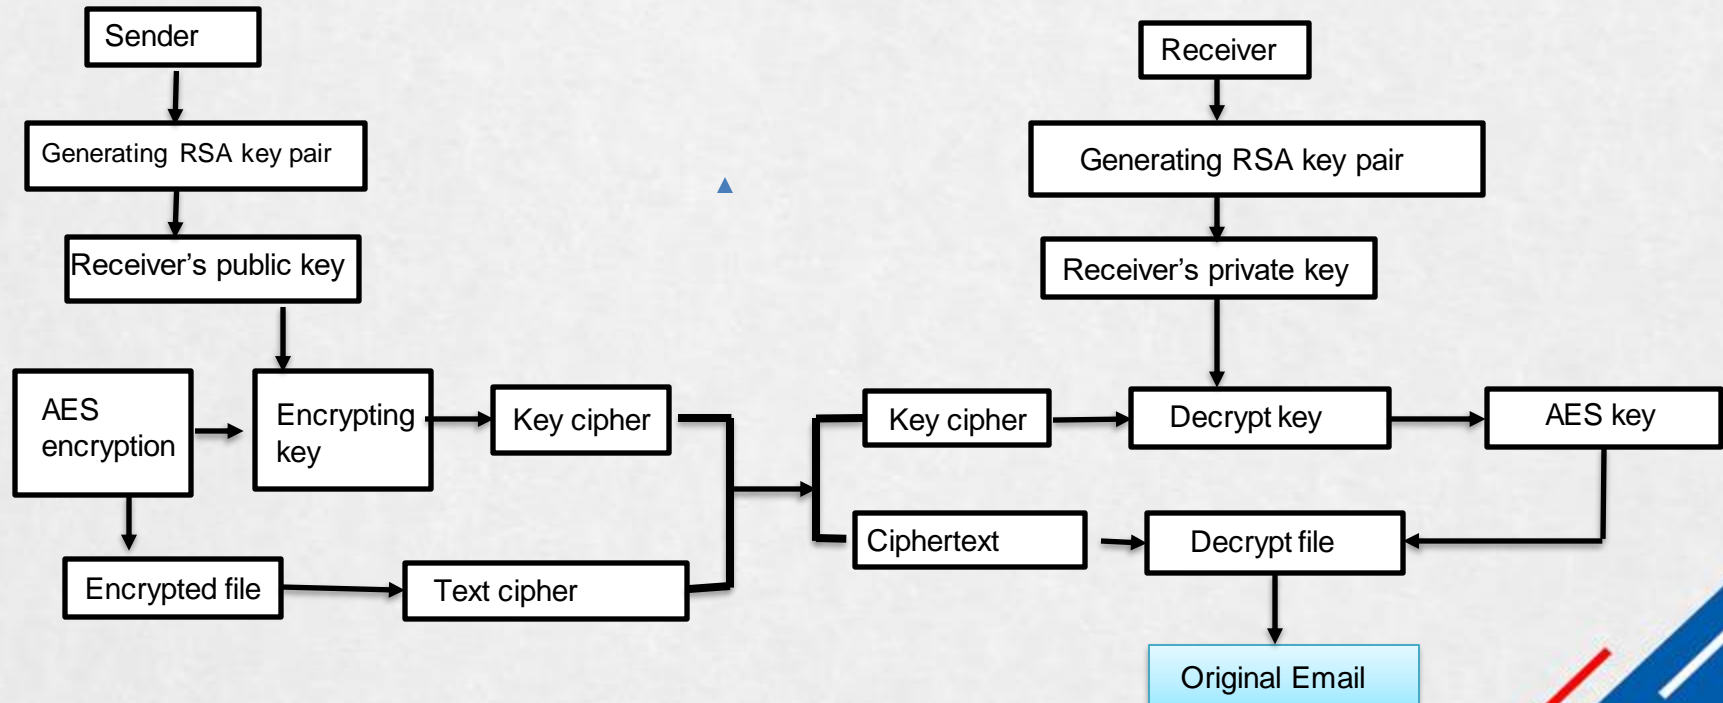 Sender
Generating RSA key pair
Receiver’s public key
AES
encryption
Encrypting
key
Key cipher
Encrypted file
Text cipher
Receiver
Generating RSA key pair
Receiver’s private key
Key cipher
Decrypt key
AES key
Ciphertext
Decrypt file
Original Email